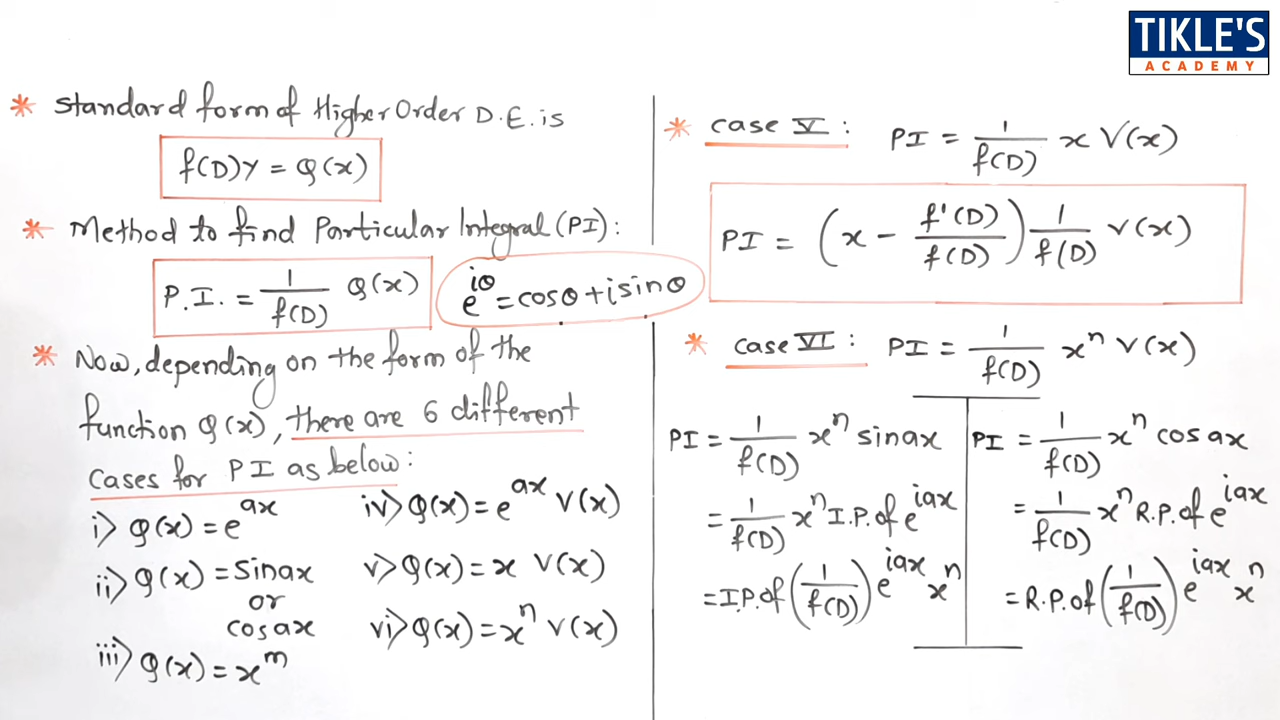 TIKLE'S
ACADEMY
* Standard form of Higher Order D.E. is
f(D)y = Q(x)
* Method to find Particular Integral (PI):
P.I. = 1/f(D) Q(x)
e^{iθ} = cosθ + i sinθ
* Now, depending on the form of the
function Q(x), there are 6 different
cases for PI as below:
i> Q(x) = e^{ax}
ii> Q(x) = sinax
or
cosax
iii> Q(x) = x^m
iv> Q(x) = e^{ax} V(x)
v> Q(x) = x V(x)
vi> Q(x) = x^n V(x)
* case V : PI = 1/f(D) x V(x)
PI = (x - f'(D)/f(D)) 1/f(D) V(x)
* case VI : PI = 1/f(D) x^n V(x)
PI = 1/f(D) x^n sinax
= 1/f(D) x^n I.P. of e^{iax}
= I.P. of (1/f(D)) e^{iax} x^n
PI = 1/f(D) x^n cos ax
= 1/f(D) x^n R.P. of e^{iax}
= R.P. of (1/f(D)) e^{iax} x^n